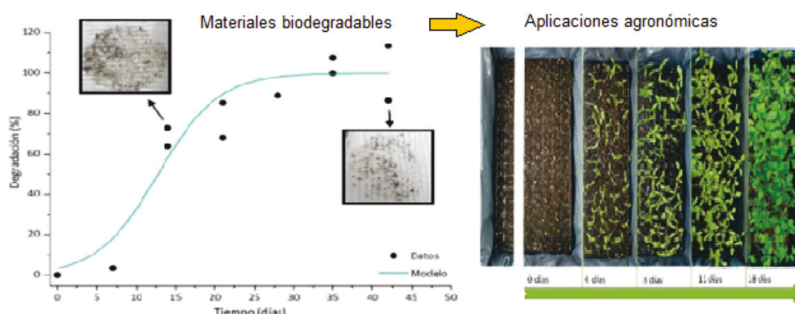 Materiales biodegradables
Aplicaciones agronómicas
Degradación (%)
120
100
80
60
40
20
0
Datos
Modelo
0 5 10 15 20 25 30 35 40 45 50
Tiempo (días)
0 días
4 días
8 días
11 días
18 días